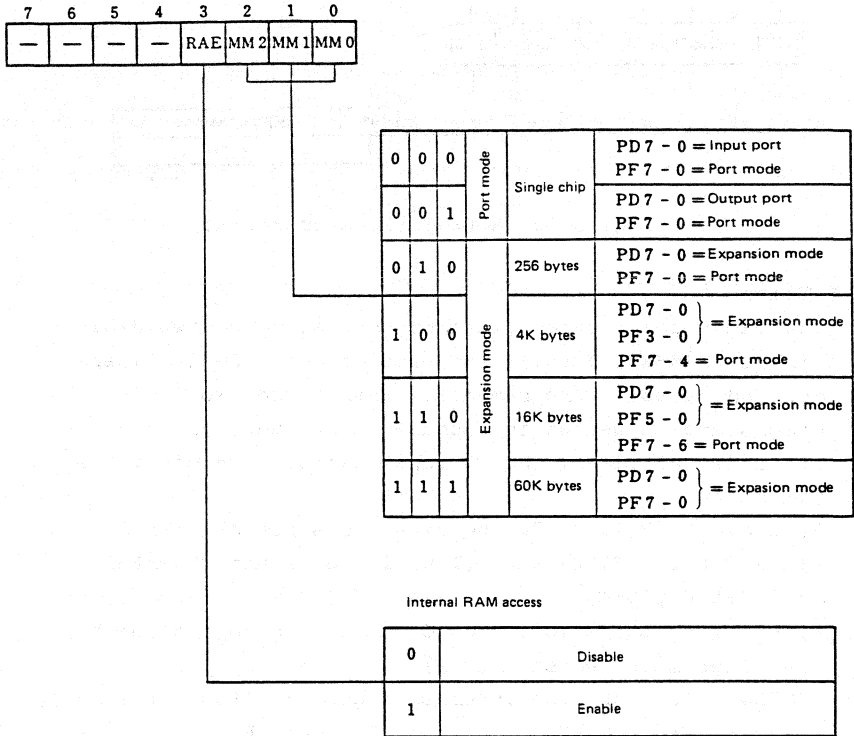 7 6 5 4 3 2 1 0
— — — — RAE MM 2 MM 1 MM 0
0 0 0 Port mode Single chip PD 7 - 0 = Input port
PF 7 - 0 = Port mode
0 0 1 PD 7 - 0 = Output port
PF 7 - 0 = Port mode
0 1 0 Expansion mode 256 bytes PD 7 - 0 = Expansion mode
PF 7 - 0 = Port mode
1 0 0 4K bytes PD 7 - 0
PF 3 - 0 } = Expansion mode
PF 7 - 4 = Port mode
1 1 0 16K bytes PD 7 - 0
PF 5 - 0 } = Expansion mode
PF 7 - 6 = Port mode
1 1 1 60K bytes PD 7 - 0
PF 7 - 0 } = Expasion mode
Internal RAM access
0 Disable
1 Enable